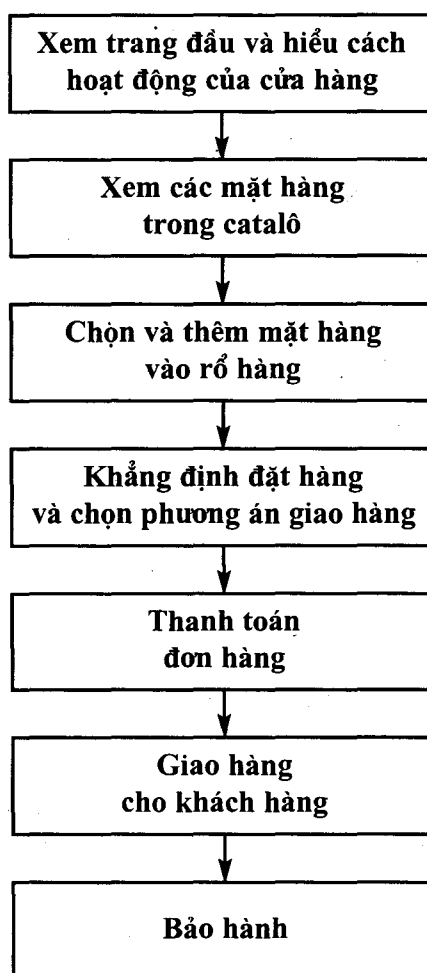 Xem trang đầu và hiểu cách
hoạt động của cửa hàng
Xem các mặt hàng
trong catalô
Chọn và thêm mặt hàng
vào rổ hàng
Khẳng định đặt hàng
và chọn phương án giao hàng
Thanh toán
đơn hàng
Giao hàng
cho khách hàng
Bảo hành